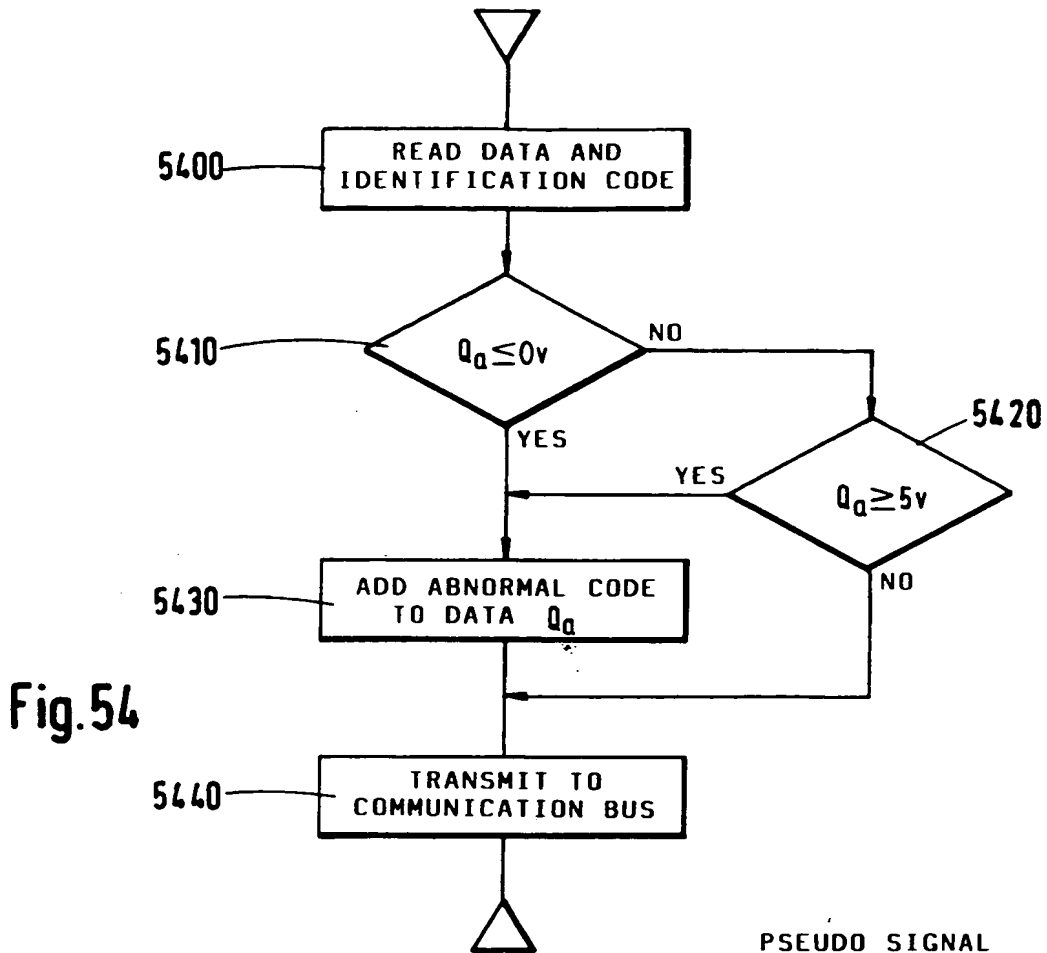 5400
READ DATA AND
IDENTIFICATION CODE
5410
Qa≤0v
NO
YES
5420
YES
Qa≥5v
NO
5430
ADD ABNORMAL CODE
TO DATA Qa
Fig.54
5440
TRANSMIT TO
COMMUNICATION BUS
PSEUDO SIGNAL